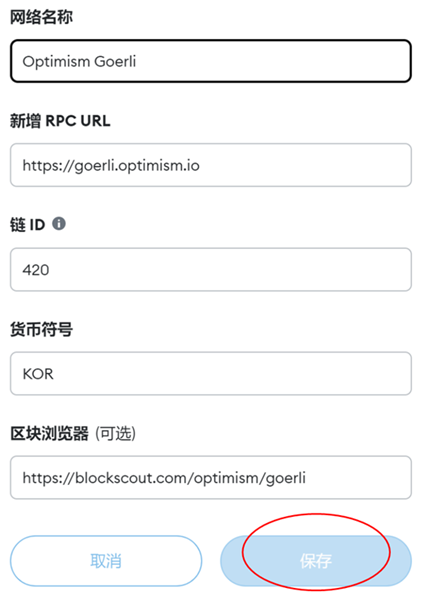 网络名称
Optimism Goerli
新增 RPC URL
https://goerli.optimism.io
链 ID
420
货币符号
KOR
区块浏览器 (可选)
https://blockscout.com/optimism/goerli
取消
保存